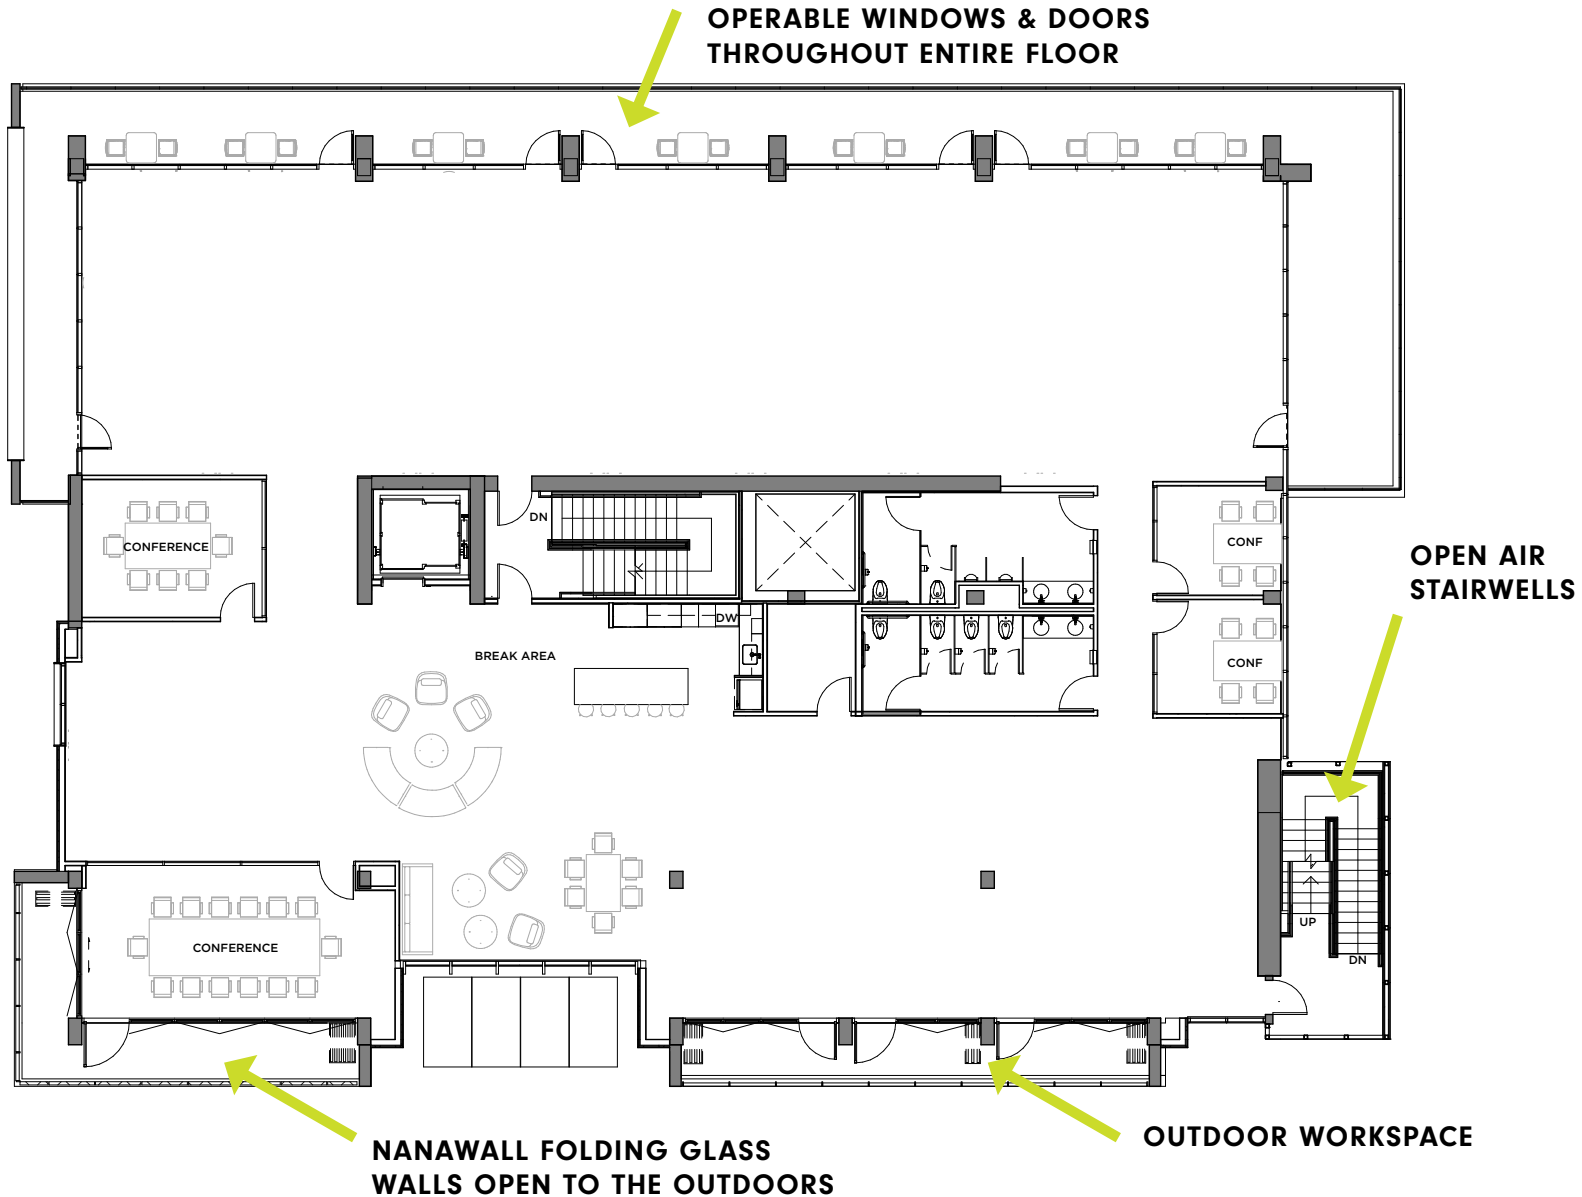 OPERABLE WINDOWS & DOORS
THROUGHOUT ENTIRE FLOOR
DN
CONFERENCE
CONF
OPEN AIR
STAIRWELLS
DW
BREAK AREA
CONF
UP
CONFERENCE
DN
OUTDOOR WORKSPACE
NANAWALL FOLDING GLASS
WALLS OPEN TO THE OUTDOORS